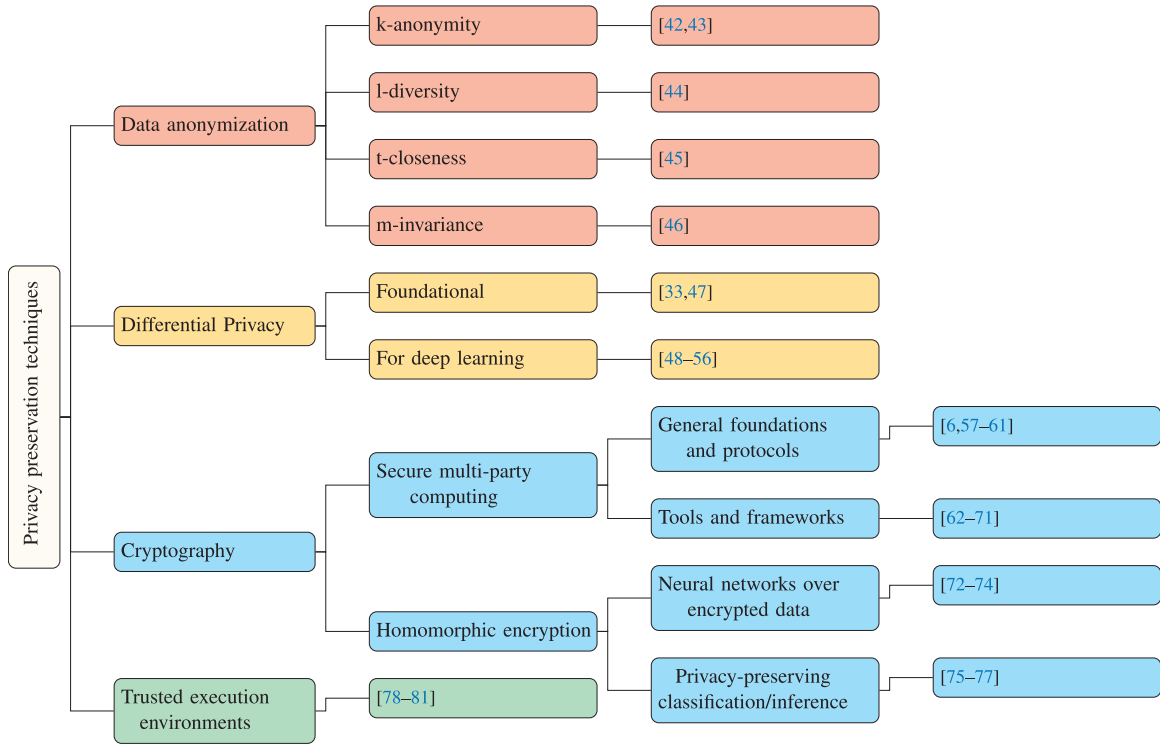 Privacy preservation techniques
Data anonymization
k-anonymity
[42,43]
l-diversity
[44]
t-closeness
[45]
m-invariance
[46]
Differential Privacy
Foundational
[33,47]
For deep learning
[48–56]
Cryptography
Secure multi-party
computing
General foundations
and protocols
[6,57–61]
Tools and frameworks
[62–71]
Homomorphic encryption
Neural networks over
encrypted data
[72–74]
Privacy-preserving
classification/inference
[75–77]
Trusted execution
environments
[78–81]